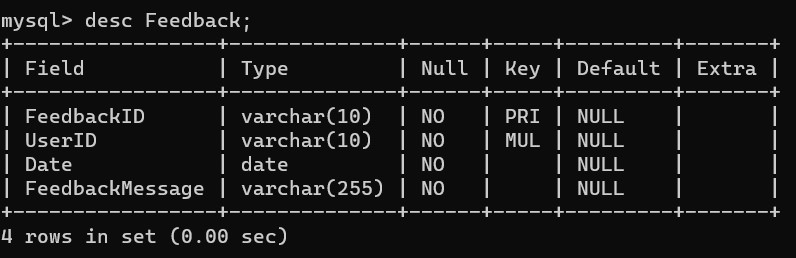 mysql> desc Feedback;
+-----------------+--------------+------+-----+---------+-------+
| Field           | Type         | Null | Key | Default | Extra |
+-----------------+--------------+------+-----+---------+-------+
| FeedbackID      | varchar(10)  | NO   | PRI | NULL    |       |
| UserID          | varchar(10)  | NO   | MUL | NULL    |       |
| Date            | date         | NO   |     | NULL    |       |
| FeedbackMessage | varchar(255) | NO   |     | NULL    |       |
+-----------------+--------------+------+-----+---------+-------+
4 rows in set (0.00 sec)